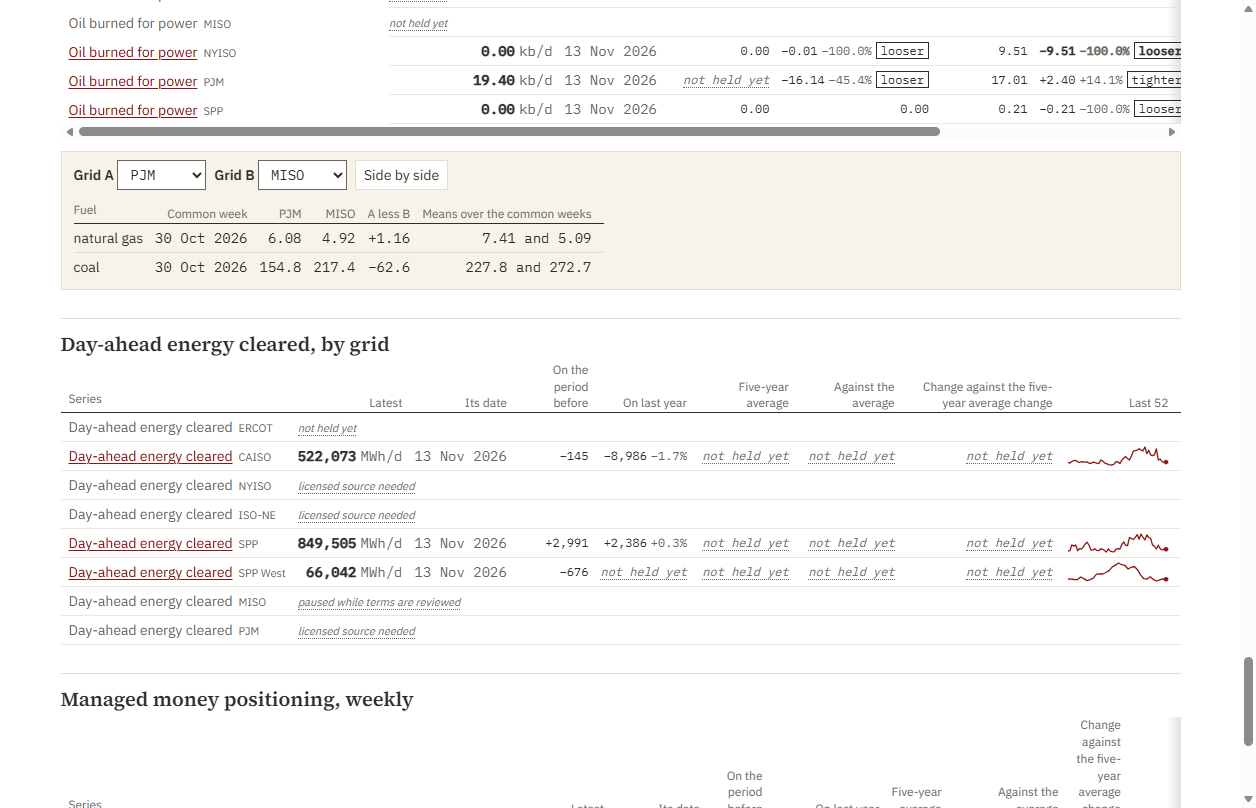 Oil burned for power MISO not held yet
Oil burned for power NYISO 0.00 kb/d 13 Nov 2026 0.00 −0.01 −100.0% looser 9.51 −9.51 −100.0% looser
Oil burned for power PJM 19.40 kb/d 13 Nov 2026 not held yet −16.14 −45.4% looser 17.01 +2.40 +14.1% tighter
Oil burned for power SPP 0.00 kb/d 13 Nov 2026 0.00 0.00 0.21 −0.21 −100.0% looser
Grid A PJM Grid B MISO Side by side
Fuel Common week PJM MISO A less B Means over the common weeks
natural gas 30 Oct 2026 6.08 4.92 +1.16 7.41 and 5.09
coal 30 Oct 2026 154.8 217.4 −62.6 227.8 and 272.7
Day-ahead energy cleared, by grid
Series Latest Its date On the period before On last year Five-year average Against the average Change against the five-year average change Last 52
Day-ahead energy cleared ERCOT not held yet
Day-ahead energy cleared CAISO 522,073 MWh/d 13 Nov 2026 −145 −8,986 −1.7% not held yet not held yet not held yet
Day-ahead energy cleared NYISO licensed source needed
Day-ahead energy cleared ISO-NE licensed source needed
Day-ahead energy cleared SPP 849,505 MWh/d 13 Nov 2026 +2,991 +2,386 +0.3% not held yet not held yet not held yet
Day-ahead energy cleared SPP West 66,042 MWh/d 13 Nov 2026 −676 not held yet not held yet not held yet not held yet
Day-ahead energy cleared MISO paused while terms are reviewed
Day-ahead energy cleared PJM licensed source needed
Managed money positioning, weekly
Series Latest Its date On the period before On last year Five-year average Against the average Change against the five-year average change